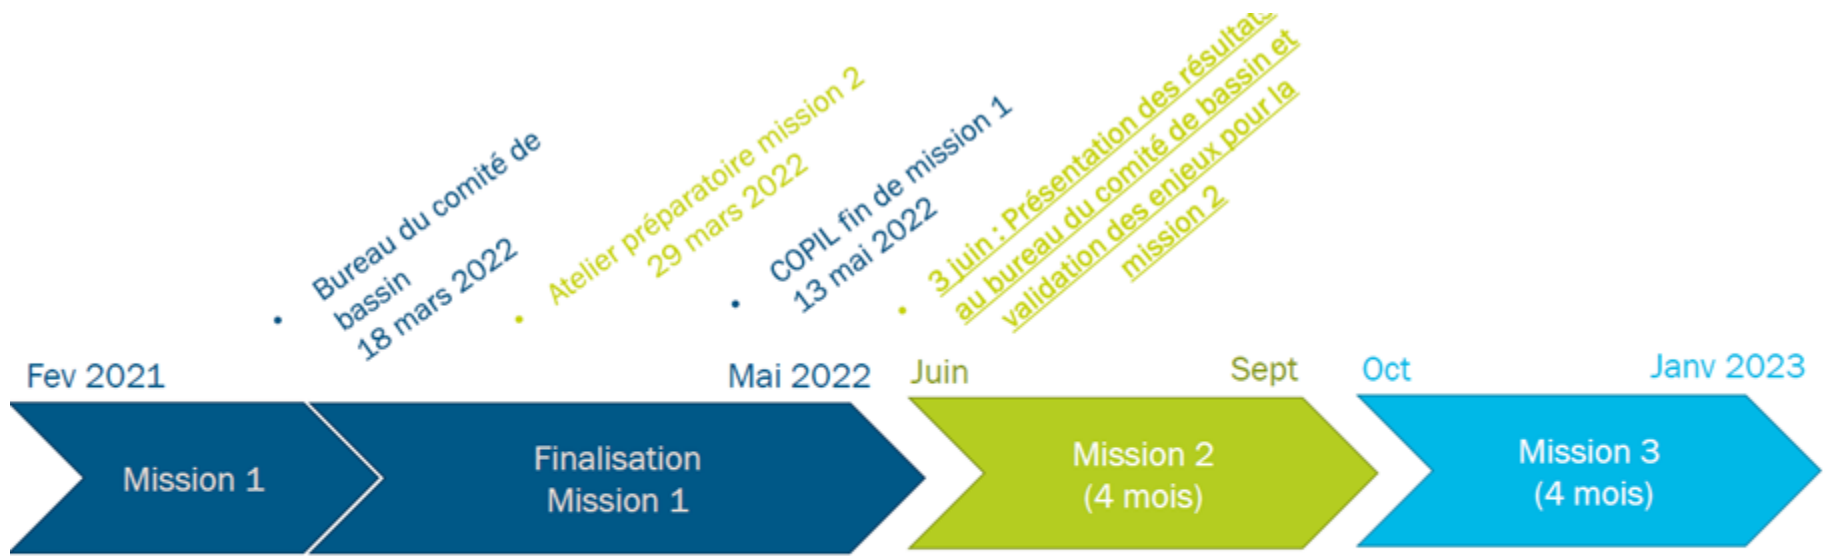 Bureau du comité de
bassin
18 mars 2022
Atelier préparatoire mission 2
29 mars 2022
COPIL fin de mission 1
13 mai 2022
3 juin : Présentation des résultats
au bureau du comité de bassin et
validation des enjeux pour la
mission 2
Fev 2021
Mai 2022
Juin
Sept
Oct
Janv 2023
Mission 1
Finalisation
Mission 1
Mission 2
(4 mois)
Mission 3
(4 mois)